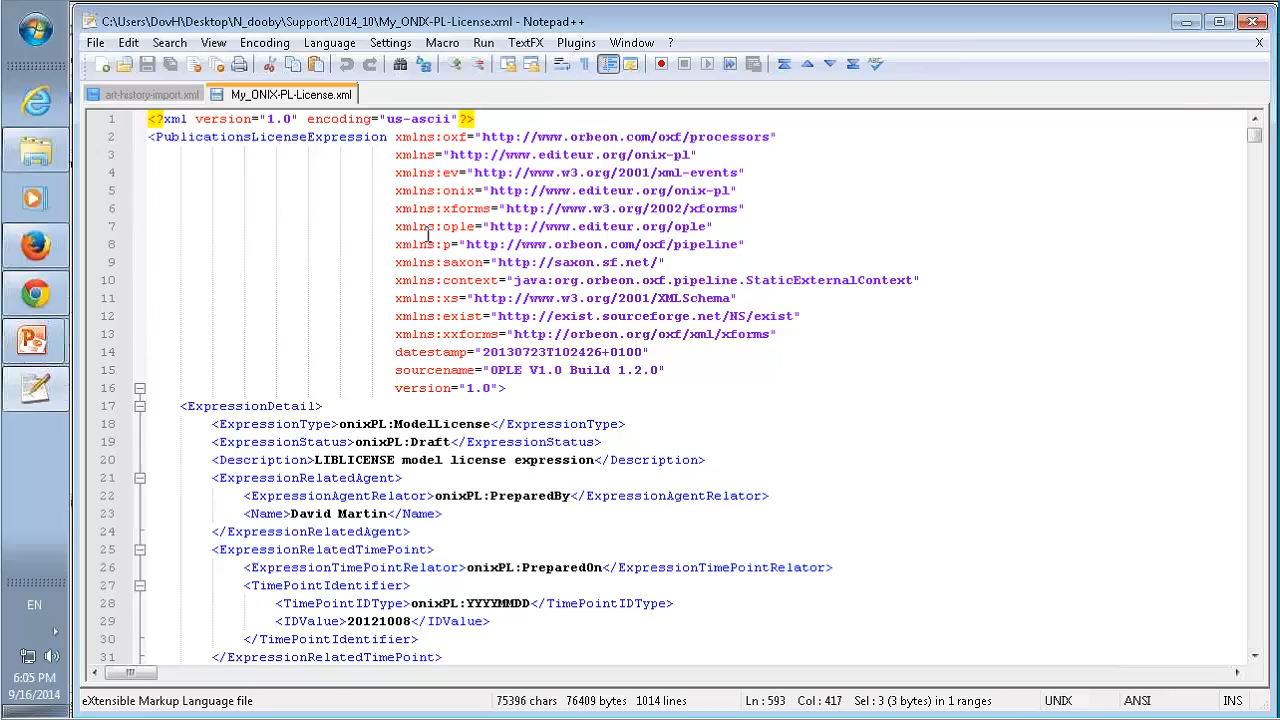 C:\Users\DovH\Desktop\N_dooby\Support\2014_10\My_ONIX-PL-License.xml - Notepad++
File Edit Search View Encoding Language Settings Macro Run TextFX Plugins Window ? X
art-history-import.xml My_ONIX-PL-License.xml
1 <?xml version="1.0" encoding="us-ascii"?>
2 <PublicationsLicenseExpression xmlns:oxf="http://www.orbeon.com/oxf/processors"
3 xmlns="http://www.editeur.org/onix-pl"
4 xmlns:ev="http://www.w3.org/2001/xml-events"
5 xmlns:onix="http://www.editeur.org/onix-pl"
6 xmlns:xforms="http://www.w3.org/2002/xforms"
7 xmlns:ople="http://www.editeur.org/ople"
8 xmlns:p="http://www.orbeon.com/oxf/pipeline"
9 xmlns:saxon="http://saxon.sf.net/"
10 xmlns:context="java:org.orbeon.oxf.pipeline.StaticExternalContext"
11 xmlns:xs="http://www.w3.org/2001/XMLSchema"
12 xmlns:exist="http://exist.sourceforge.net/NS/exist"
13 xmlns:xxforms="http://orbeon.org/oxf/xml/xforms"
14 datestamp="20130723T102426+0100"
15 sourcename="OPLE V1.0 Build 1.2.0"
16 version="1.0">
17 <ExpressionDetail>
18 <ExpressionType>onixPL:ModelLicense</ExpressionType>
19 <ExpressionStatus>onixPL:Draft</ExpressionStatus>
20 <Description>LIBLICENSE model license expression</Description>
21 <ExpressionRelatedAgent>
22 <ExpressionAgentRelator>onixPL:PreparedBy</ExpressionAgentRelator>
23 <Name>David Martin</Name>
24 </ExpressionRelatedAgent>
25 <ExpressionRelatedTimePoint>
26 <ExpressionTimePointRelator>onixPL:PreparedOn</ExpressionTimePointRelator>
27 <TimePointIdentifier>
28 <TimePointIDType>onixPL:YYYYMMDD</TimePointIDType>
29 <IDValue>20121008</IDValue>
30 </TimePointIdentifier>
31 </ExpressionRelatedTimePoint>
EN
6:05 PM
9/16/2014
eXtensible Markup Language file 75396 chars 76409 bytes 1014 lines Ln : 593 Col : 417 Sel : 3 (3 bytes) in 1 ranges UNIX ANSI INS